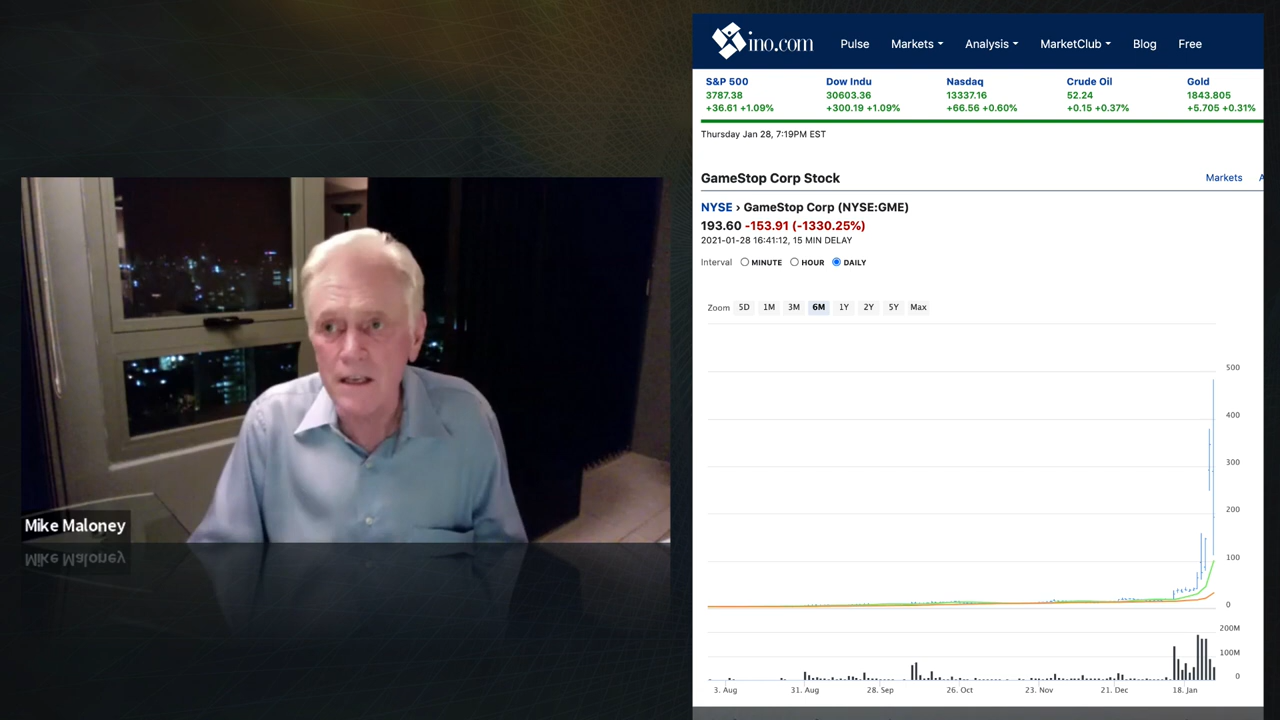 Mike Maloney
Mike Maloney
ino.com
Pulse
Markets
Analysis
MarketClub
Blog
Free
S&P 500
3787.38
+36.61 +1.09%
Dow Indu
30603.36
+300.19 +1.09%
Nasdaq
13337.16
+66.56 +0.60%
Crude Oil
52.24
+0.15 +0.37%
Gold
1843.805
+5.705 +0.31%
Thursday Jan 28, 7:19PM EST
GameStop Corp Stock
Markets
NYSE › GameStop Corp (NYSE:GME)
193.60 -153.91 (-1330.25%)
2021-01-28 16:41:12, 15 MIN DELAY
Interval MINUTE HOUR DAILY
Zoom 5D 1M 3M 6M 1Y 2Y 5Y Max
500
400
300
200
100
0
200M
100M
0
3. Aug 31. Aug 28. Sep 26. Oct 23. Nov 21. Dec 18. Jan